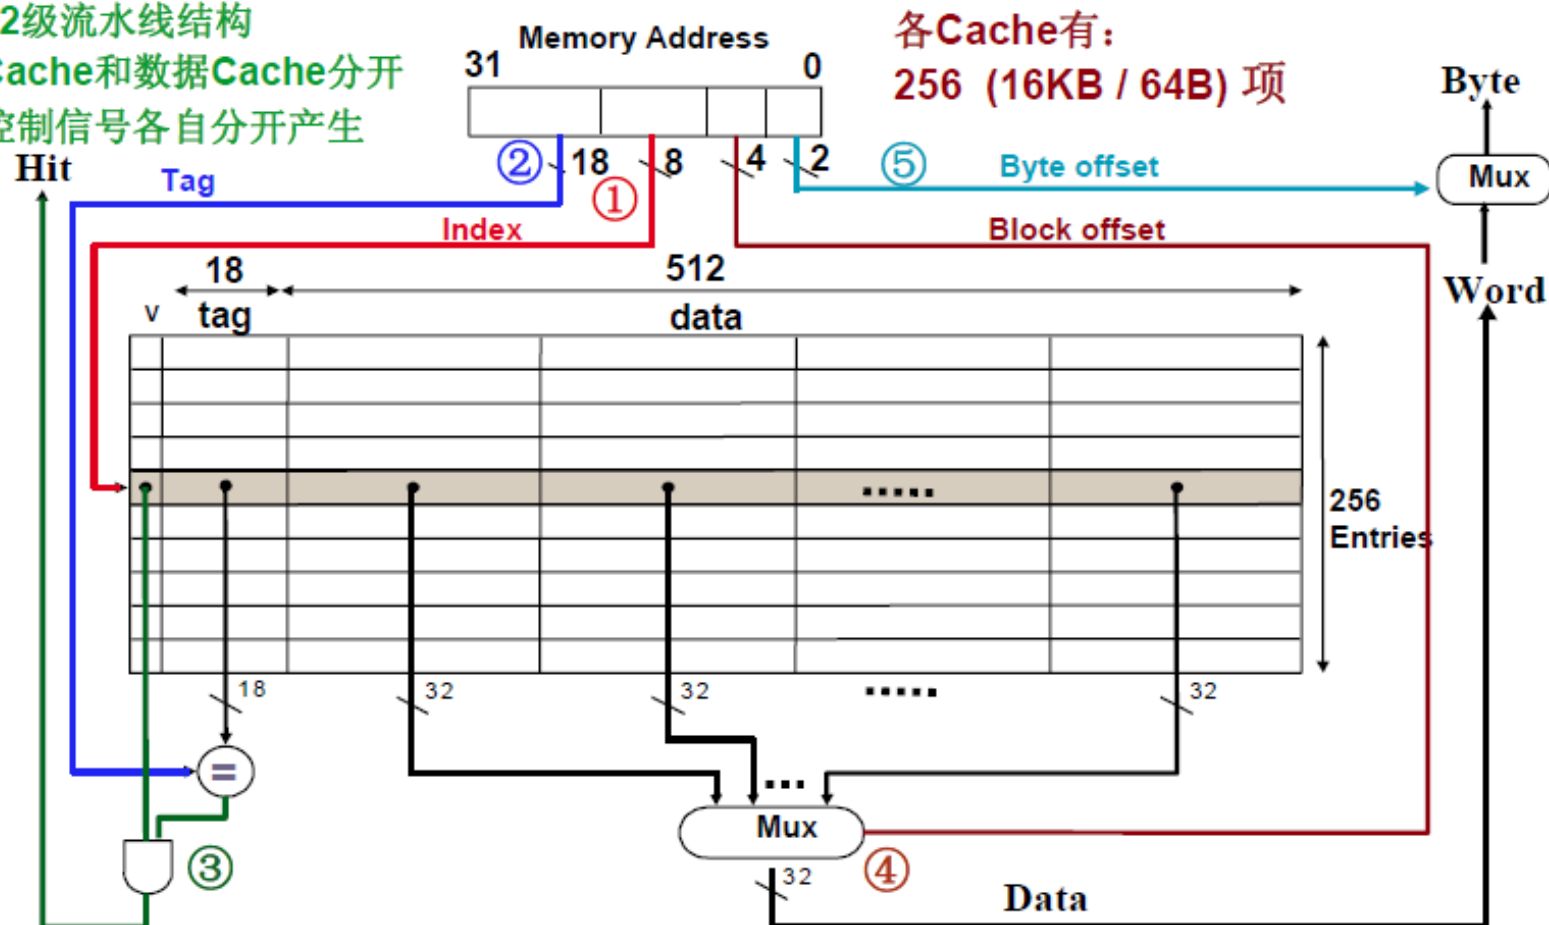 2级流水线结构
Cache和数据Cache分开
控制信号各自分开产生
Memory Address
31 0
各Cache有：
256 (16KB / 64B) 项
Byte
Hit
Tag
② 18 ① 8 4 2 ⑤
Byte offset
Mux
Index
Block offset
18 512
Word
v tag data
.....
256
Entries
18 32 32 ..... 32
=
...
Mux
③ ④
32
Data